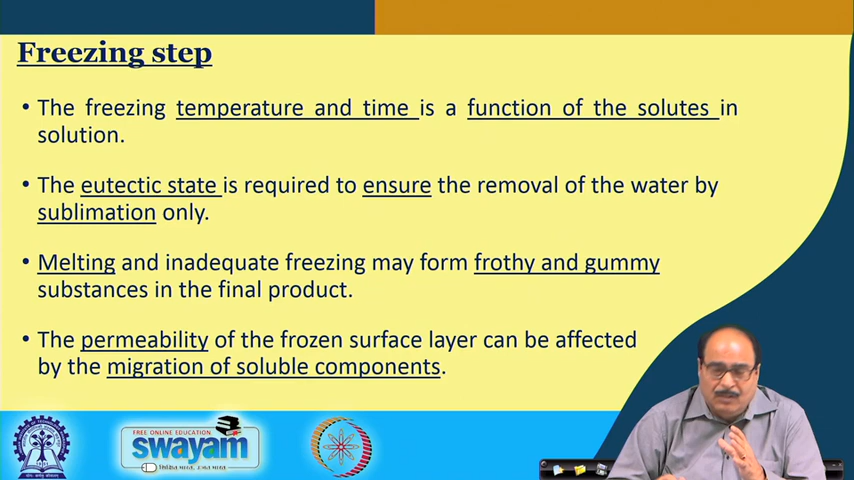 Freezing step
• The freezing temperature and time is a function of the solutes in
solution.
• The eutectic state is required to ensure the removal of the water by
sublimation only.
• Melting and inadequate freezing may form frothy and gummy
substances in the final product.
• The permeability of the frozen surface layer can be affected
by the migration of soluble components.
FREE ONLINE EDUCATION
swayam